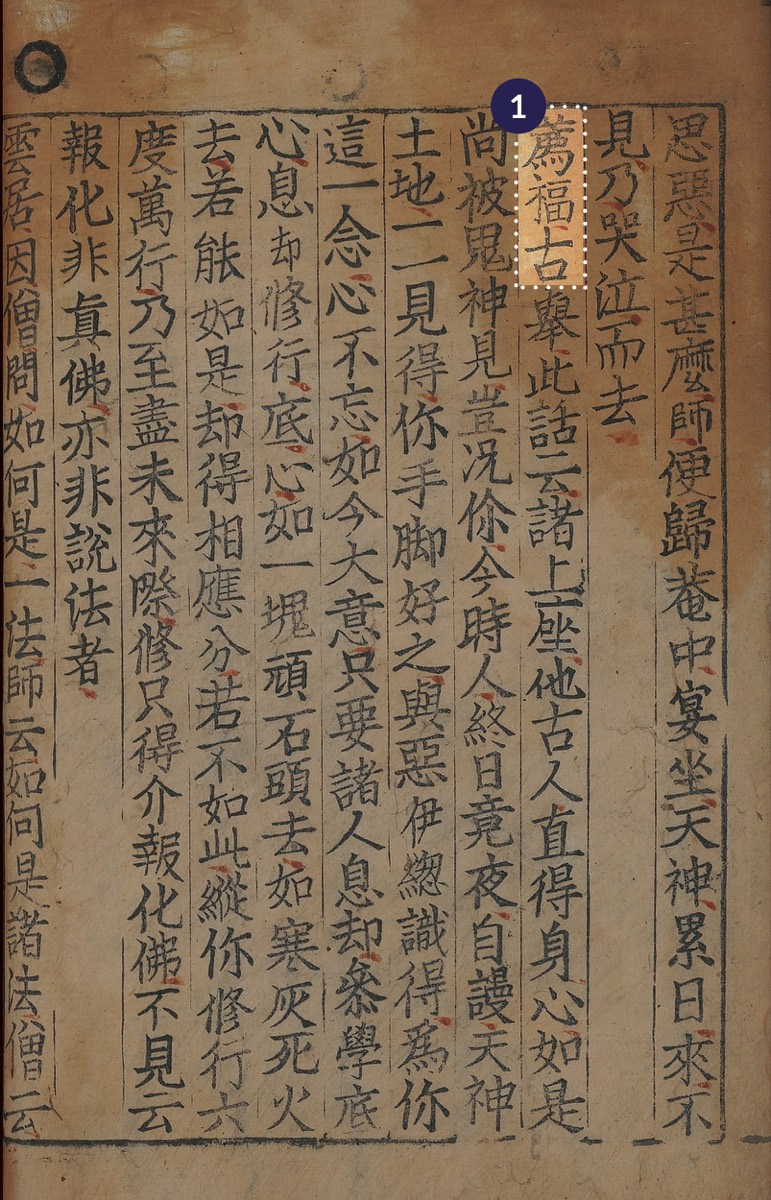 1
思惡是甚麽師便歸菴中宴坐天神累日來不
見乃哭泣而去
薦福古擧此話云諸上座他古人直得身心如是
尚被鬼神見豈况你今時人終日竟夜自謾天神
土地一一見得你手脚好之與惡伊緫識得爲你
這一念心不忘如今大意只要諸人息却叅學底
心息却修行底心如一塊頑石頭去如寒灰死火
去若能如是却得相應分若不如此縱你修行六
度萬行乃至盡未來際修只得介報化佛不見云
報化非眞佛亦非說法者
雲居因僧問如何是一法師云如何是諸法僧云